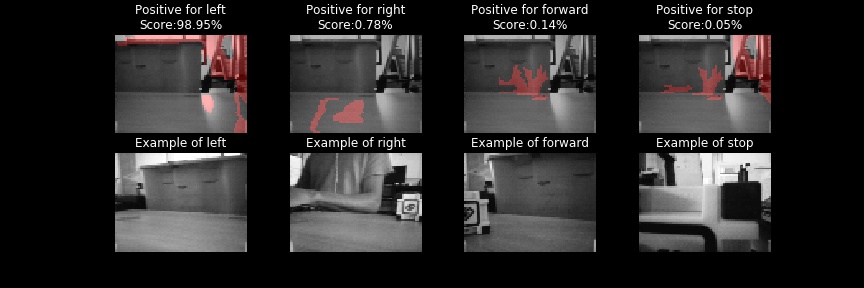 Positive for left
Score:98.95%
Positive for right
Score:0.78%
Positive for forward
Score:0.14%
Positive for stop
Score:0.05%
Example of left
Example of right
Example of forward
Example of stop